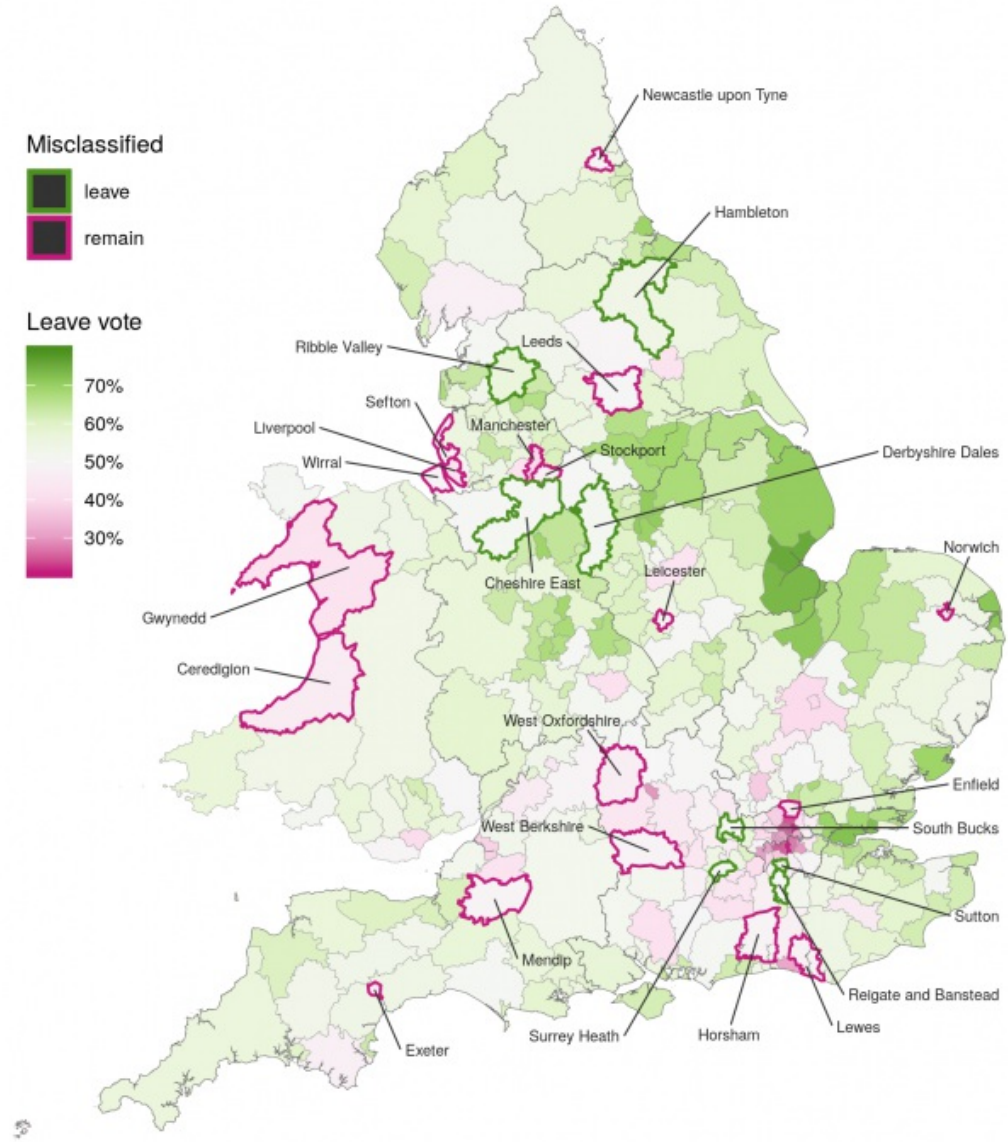 Newcastle upon Tyne
Misclassified
leave
remain
Hambleton
Leave vote
70%
60%
50%
40%
30%
Ribble Valley
Leeds
Sefton
Liverpool
Manchester
Stockport
Wirral
Derbyshire Dales
Norwich
Cheshire East
Leicester
Gwynedd
Ceredigion
West Oxfordshire
Enfield
West Berkshire
South Bucks
Sutton
Mendip
Reigate and Banstead
Surrey Heath
Horsham
Lewes
Exeter